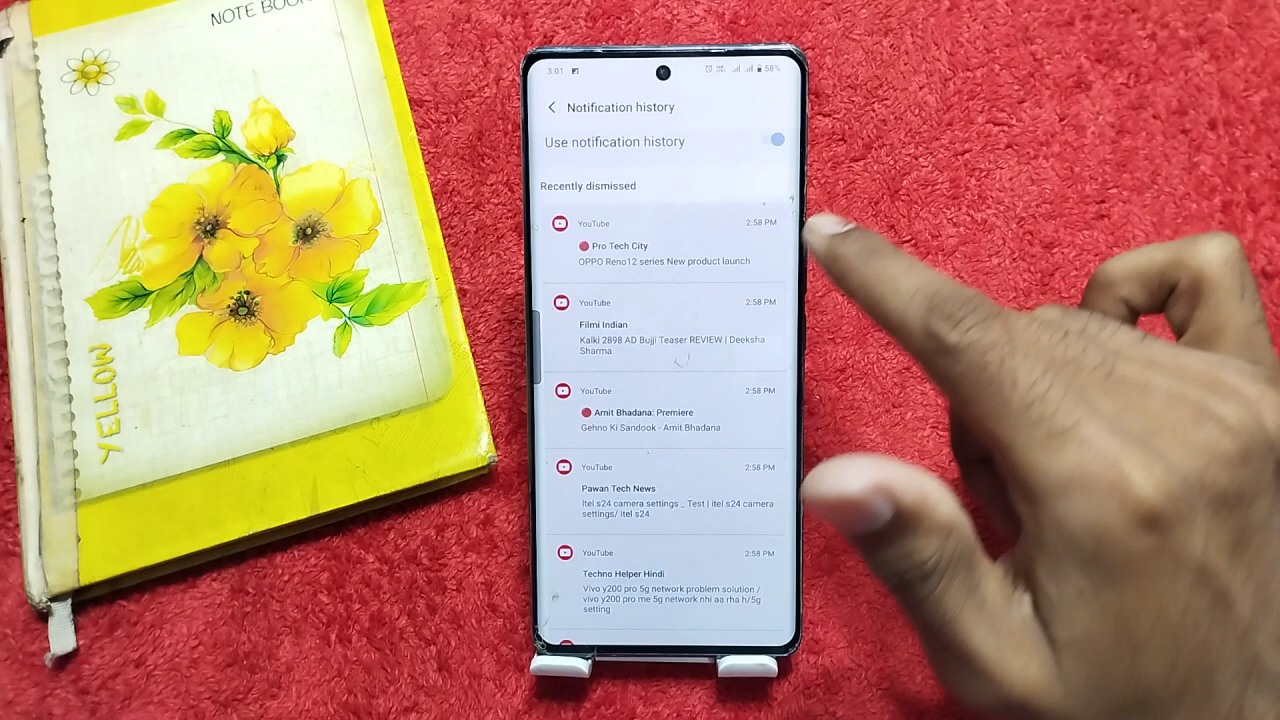 NOTE BOOK
YELLOW
3:01
58%
Notification history
Use notification history
Recently dismissed
YouTube
2:58 PM
Pro Tech City
OPPO Reno12 series New product launch
YouTube
2:58 PM
Filmi Indian
Kalki 2898 AD Bujji Teaser REVIEW | Deeksha
Sharma
YouTube
2:58 PM
Amit Bhadana: Premiere
Gehno Ki Sandook - Amit Bhadana
YouTube
2:58 PM
Pawan Tech News
Itel s24 camera settings _ Test | itel s24 camera
settings/ itel s24
YouTube
2:58 PM
Techno Helper Hindi
Vivo y200 pro 5g network problem solution /
vivo y200 pro me 5g network nhi aa rha h/5g
setting